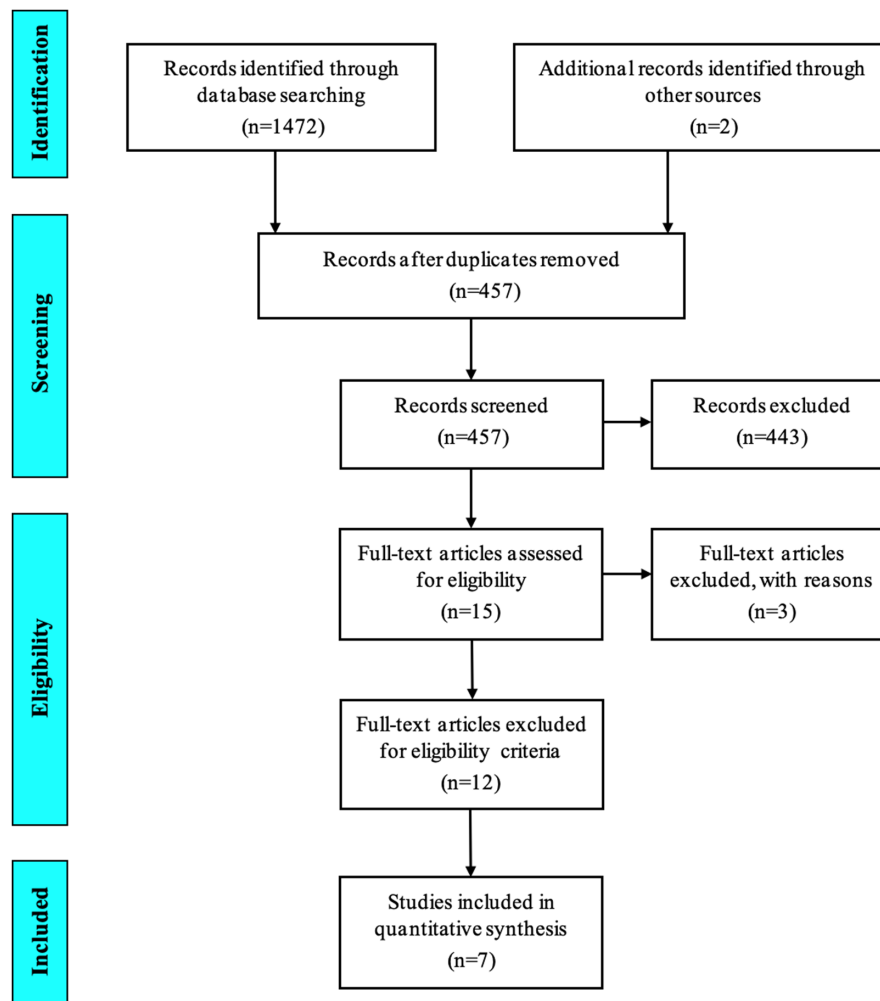 Identification
Records identified through
database searching
(n=1472)
Additional records identified through
other sources
(n=2)
Screening
Records after duplicates removed
(n=457)
Records screened
(n=457)
Records excluded
(n=443)
Eligibility
Full-text articles assessed
for eligibility
(n=15)
Full-text articles
excluded, with reasons
(n=3)
Full-text articles excluded
for eligibility criteria
(n=12)
Included
Studies included in
quantitative synthesis
(n=7)